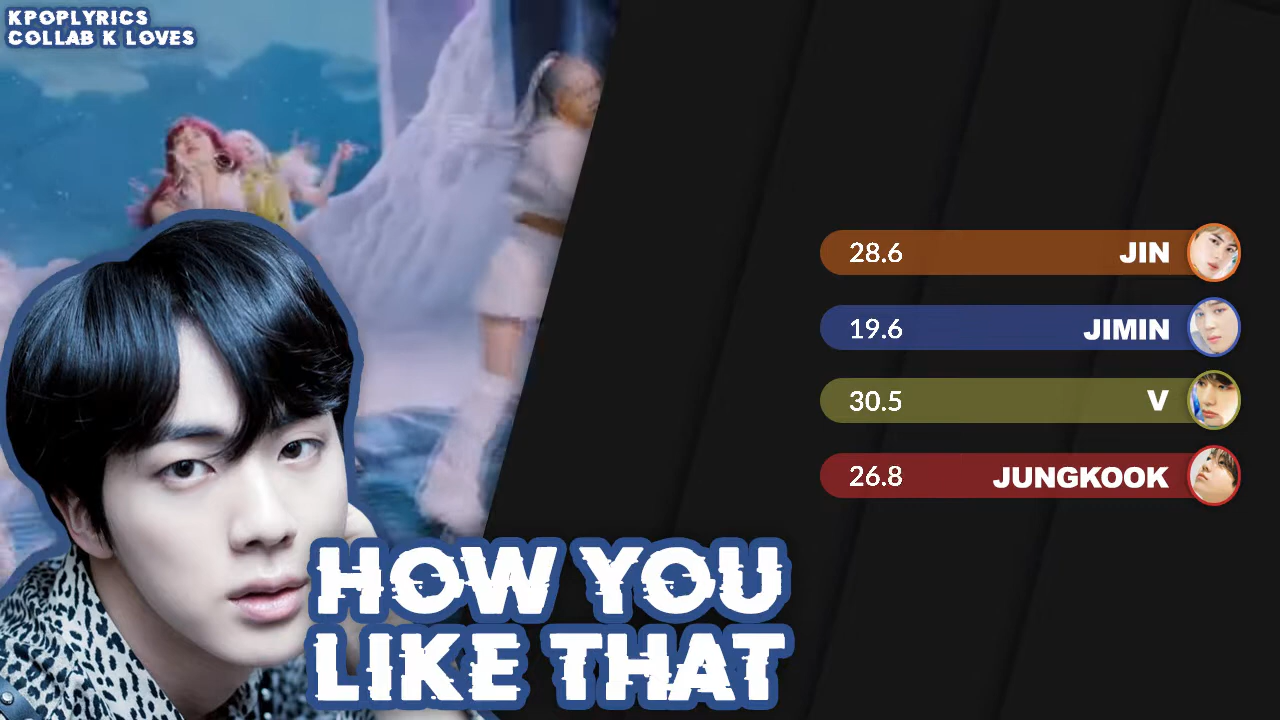 KPOPLYRICS
COLLAB K LOVES
28.6 JIN
19.6 JIMIN
30.5 V
26.8 JUNGKOOK
HOW YOU
LIKE THAT